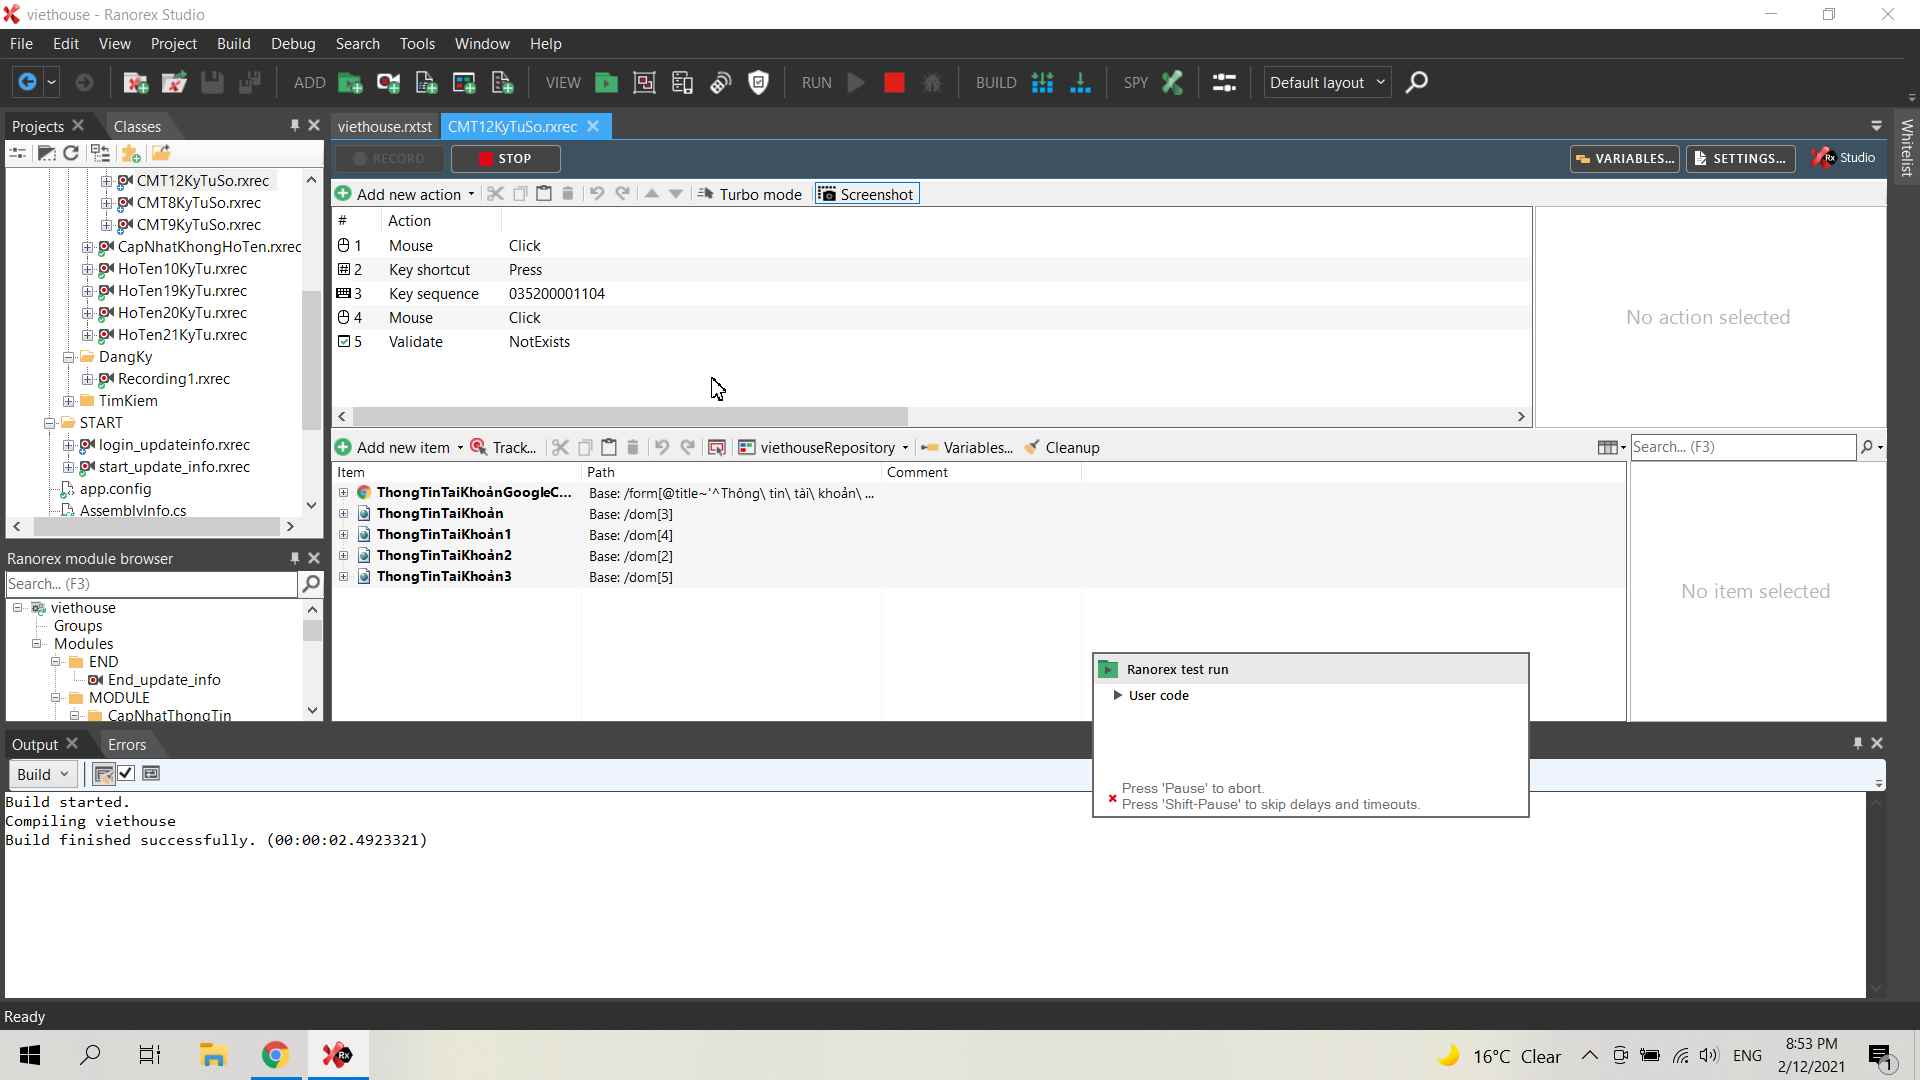 viethouse - Ranorex Studio
File Edit View Project Build Debug Search Tools Window Help
ADD VIEW RUN BUILD SPY Default layout
Projects Classes
viethouse.rxtst CMT12KyTuSo.rxrec
Whitelist
RECORD STOP VARIABLES... SETTINGS... Rx Studio
Add new action Turbo mode Screenshot
# Action
1 Mouse Click
2 Key shortcut Press
3 Key sequence 035200001104
4 Mouse Click
5 Validate NotExists
No action selected
CMT12KyTuSo.rxrec
CMT8KyTuSo.rxrec
CMT9KyTuSo.rxrec
CapNhatKhongHoTen.rxrec
HoTen10KyTu.rxrec
HoTen19KyTu.rxrec
HoTen20KyTu.rxrec
HoTen21KyTu.rxrec
DangKy
Recording1.rxrec
TimKiem
START
login_updateinfo.rxrec
start_update_info.rxrec
app.config
AssemblyInfo.cs
Add new item Track... viethouseRepository Variables... Cleanup Search... (F3)
Item Path Comment
ThongTinTaiKhoảnGoogleC... Base: /form[@title~'^Thông\ tin\ tài\ khoản\ ...
ThongTinTaiKhoản Base: /dom[3]
ThongTinTaiKhoản1 Base: /dom[4]
ThongTinTaiKhoản2 Base: /dom[2]
ThongTinTaiKhoản3 Base: /dom[5]
No item selected
Ranorex module browser
Search... (F3)
viethouse
Groups
Modules
END
End_update_info
MODULE
CapNhatThongTin
Ranorex test run
User code
Press 'Pause' to abort.
Press 'Shift-Pause' to skip delays and timeouts.
Output Errors
Build
Build started.
Compiling viethouse
Build finished successfully. (00:00:02.4923321)
Ready
Rx
16°C Clear ENG
8:53 PM
2/12/2021
1